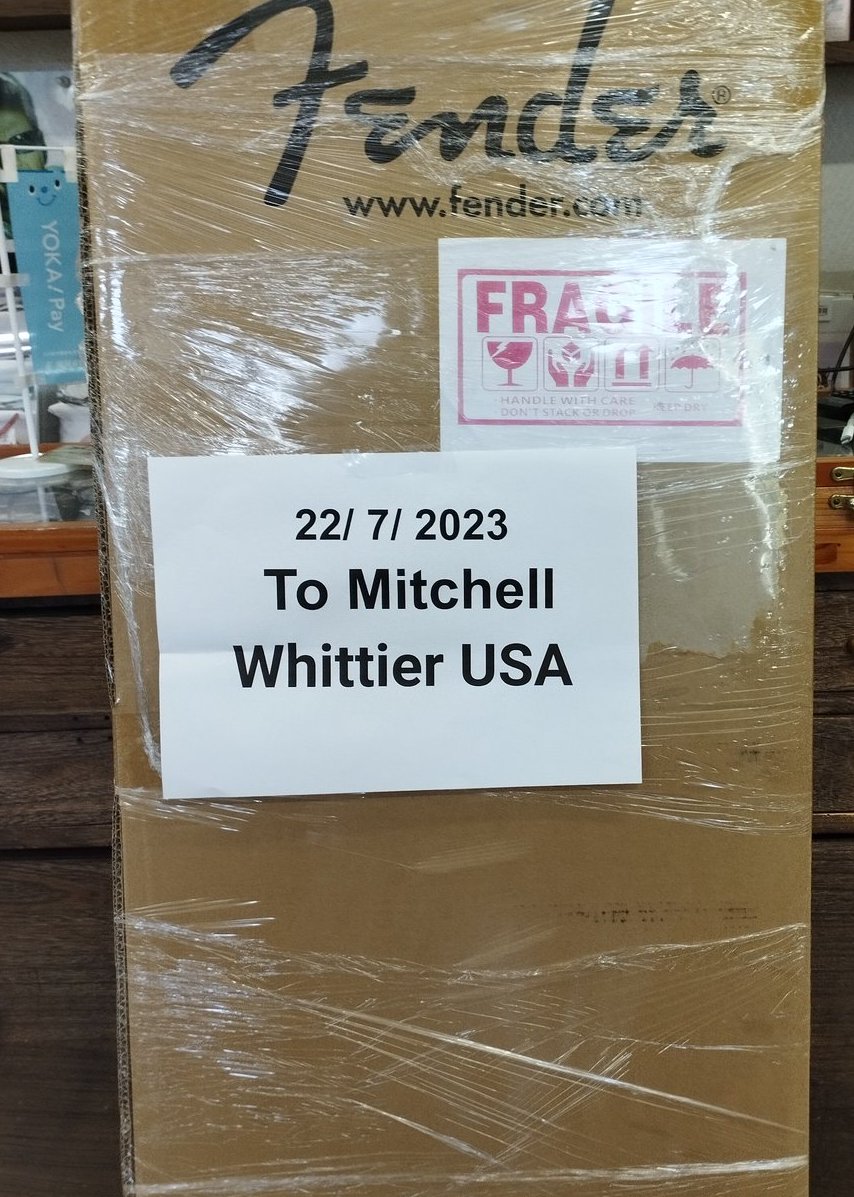 Fender®
www.fender.com
YOKA/Pay
FRAGILE
HANDLE WITH CARE
DON'T STACK OR DROP
KEEP DRY
22/ 7/ 2023
To Mitchell
Whittier USA